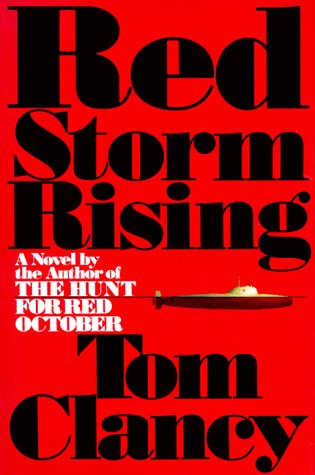 Red
Storm
Rising
A Novel by
the Author of
THE HUNT
FOR RED
OCTOBER
Tom
Clancy